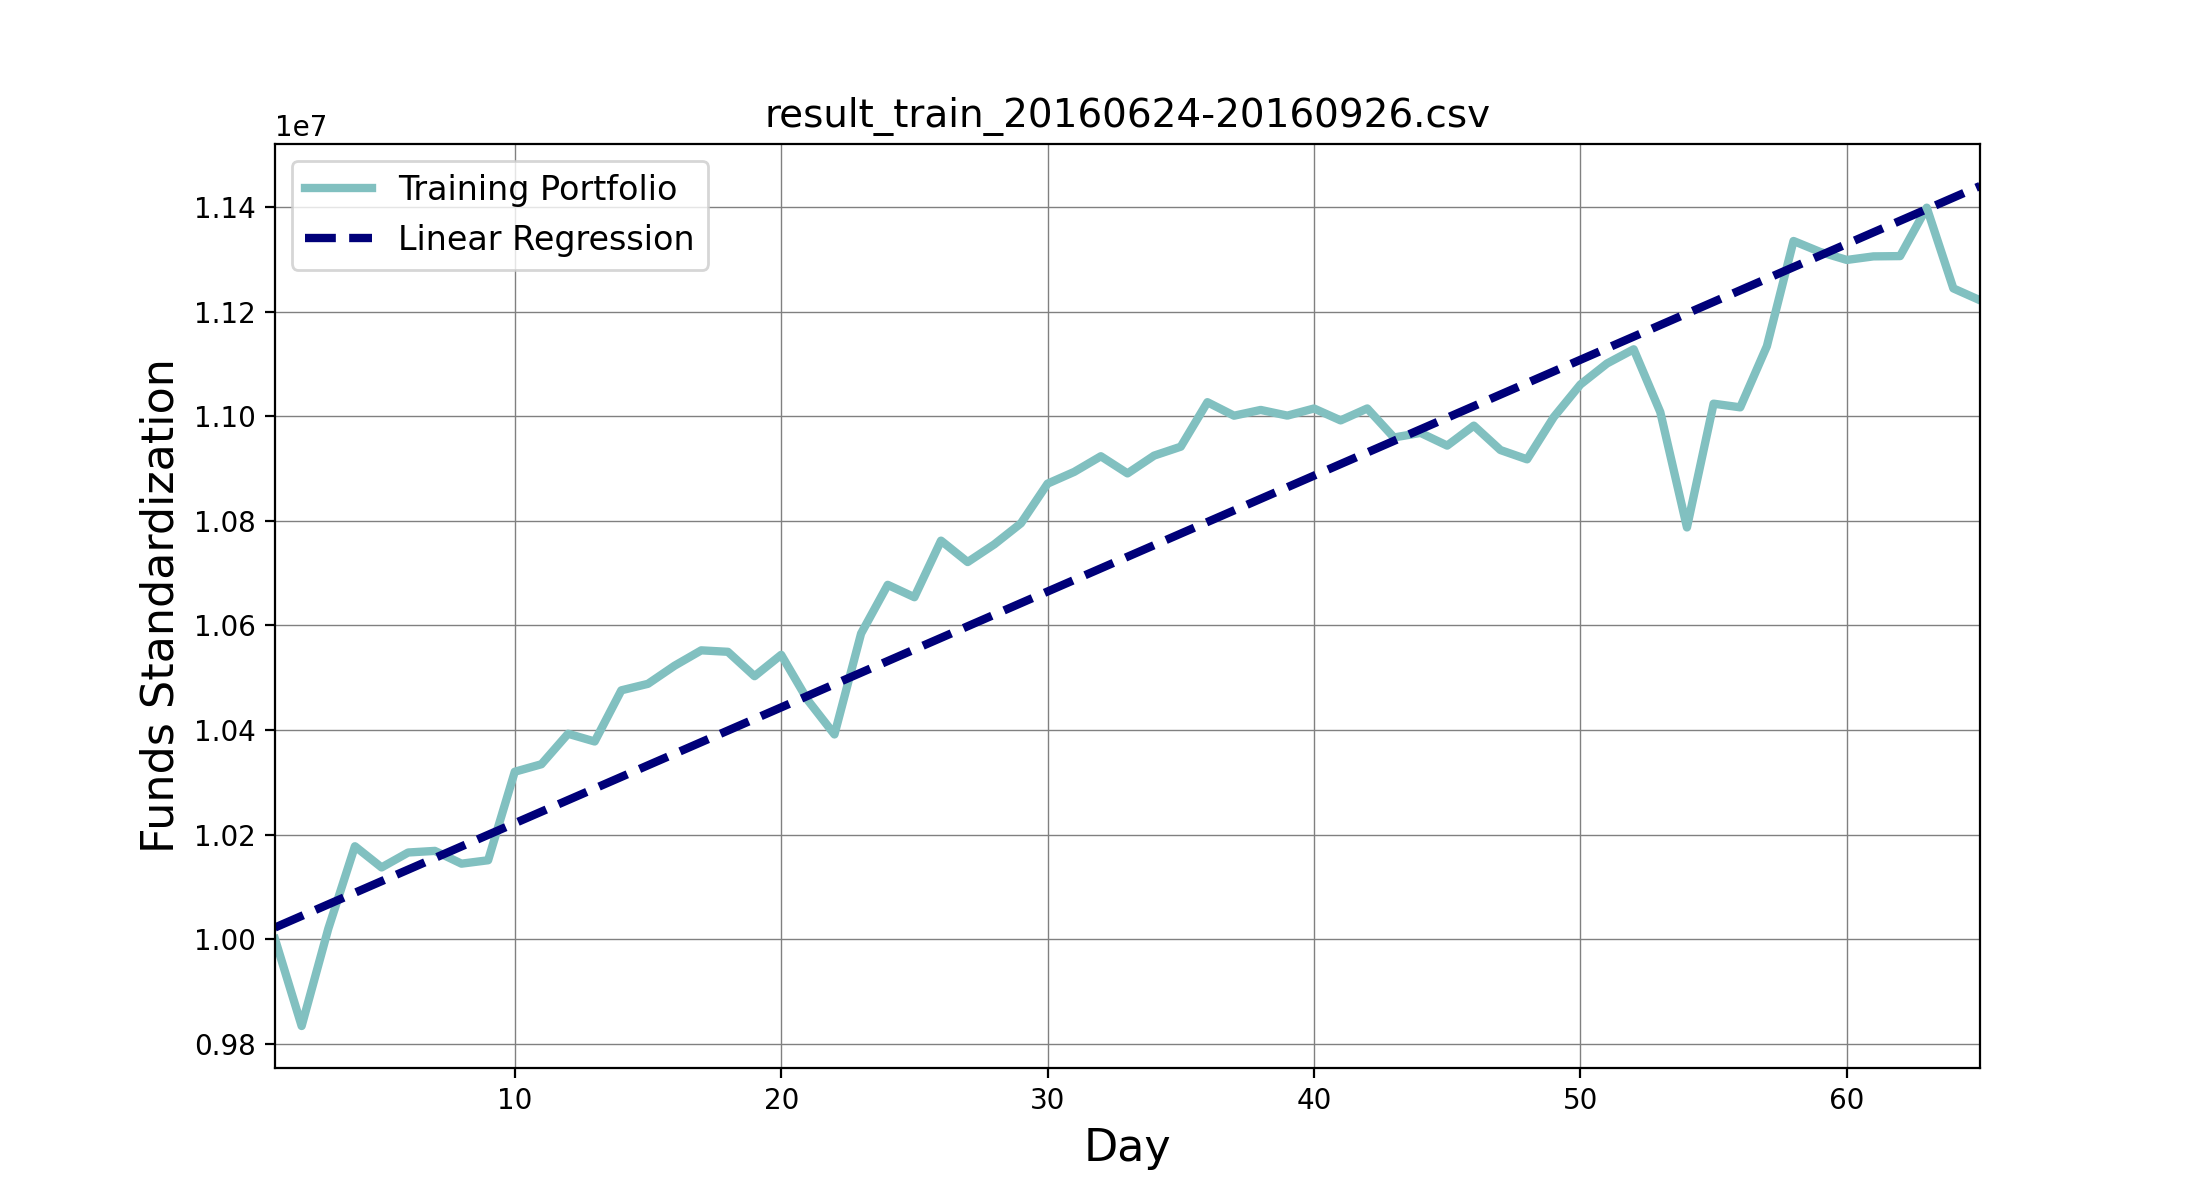 result_train_20160624-20160926.csv
1e7
Training Portfolio
Linear Regression
1.14
1.12
1.10
1.08
1.06
1.04
1.02
1.00
0.98
Funds Standardization
10 20 30 40 50 60
Day